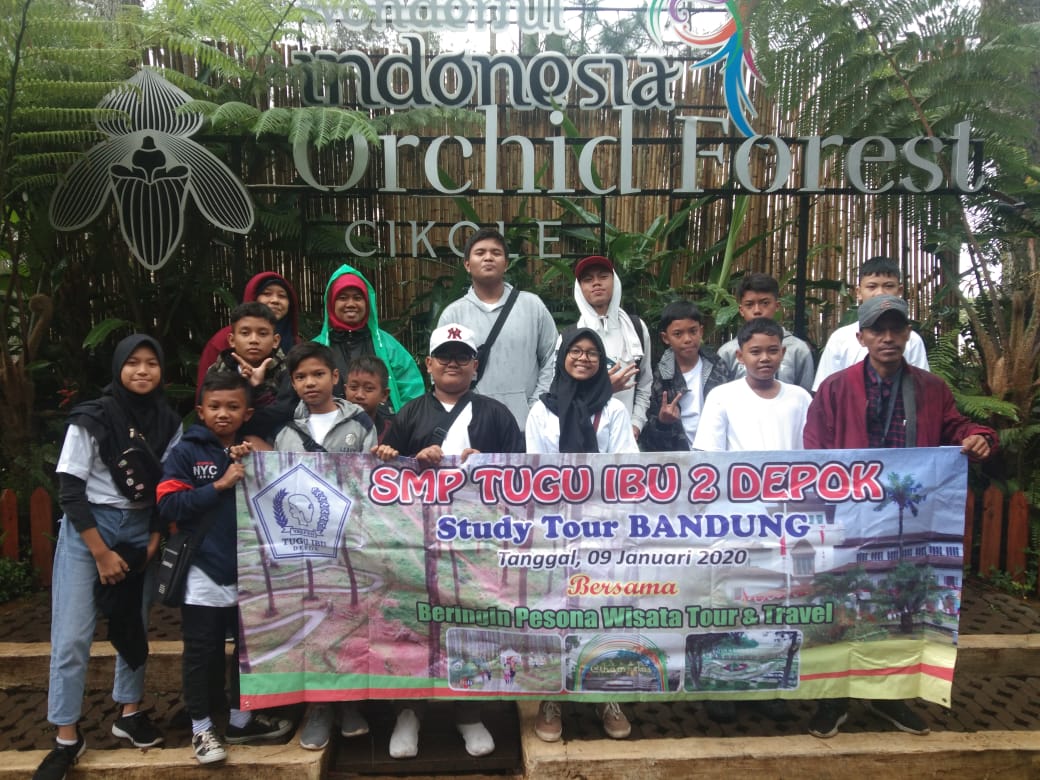 Wonderful
indonesia
Orchid Forest
CIKOLE
NY
NYC
TUGU IBU
DEPOK
SMP TUGU IBU 2 DEPOK
Study Tour BANDUNG
Tanggal, 09 Januari 2020
Bersama
Beringin Pesona Wisata Tour & Travel